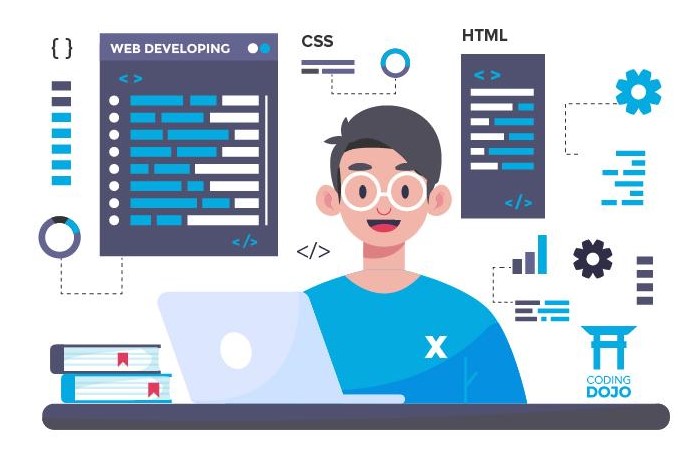 { }
WEB DEVELOPING
< >
</>
CSS
HTML
< >
</>
</>
X
CODING
DOJO